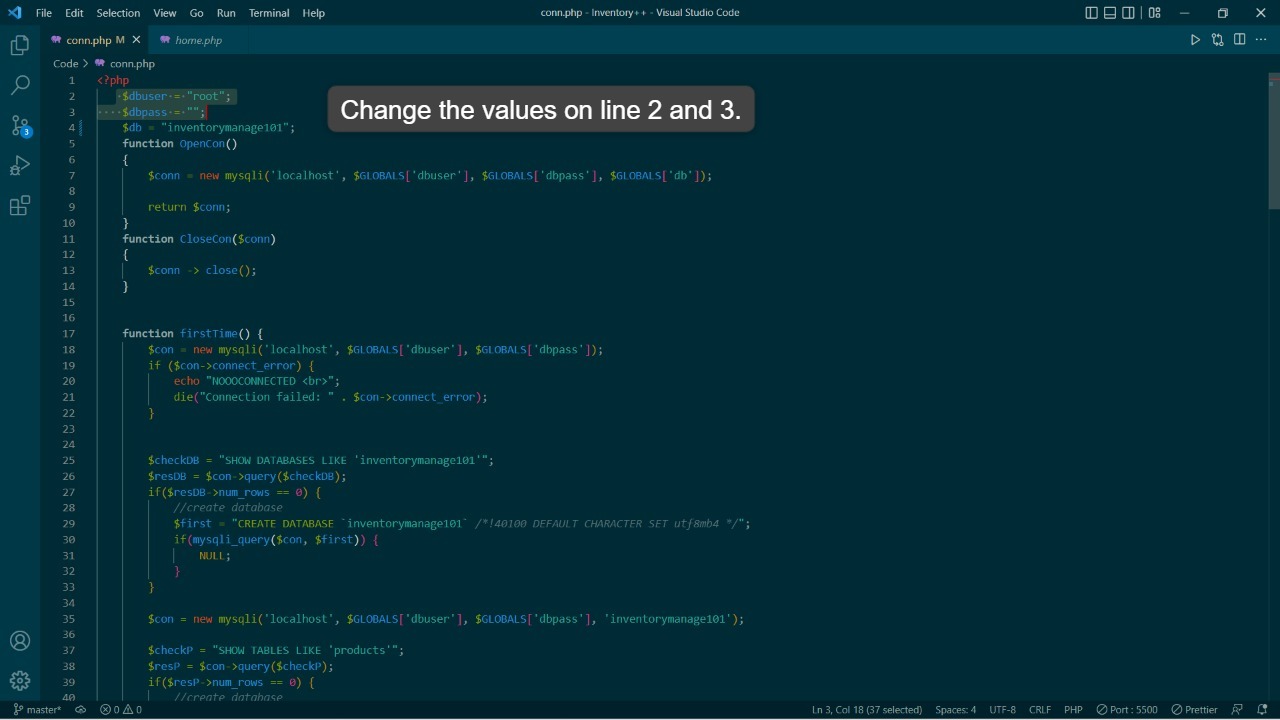 File Edit Selection View Go Run Terminal Help conn.php - Inventory++ - Visual Studio Code
conn.php M home.php
Code > conn.php
1 <?php
2 $dbuser = "root";
3 $dbpass = "";
Change the values on line 2 and 3.
4 $db = "inventorymanage101";
5 function OpenCon()
6 {
7 $conn = new mysqli('localhost', $GLOBALS['dbuser'], $GLOBALS['dbpass'], $GLOBALS['db']);
8
9 return $conn;
10 }
11 function CloseCon($conn)
12 {
13 $conn -> close();
14 }
15
16
17 function firstTime() {
18 $con = new mysqli('localhost', $GLOBALS['dbuser'], $GLOBALS['dbpass']);
19 if ($con->connect_error) {
20 echo "NOOOCONNECTED <br>";
21 die("Connection failed: " . $con->connect_error);
22 }
23
24
25 $checkDB = "SHOW DATABASES LIKE 'inventorymanage101'";
26 $resDB = $con->query($checkDB);
27 if($resDB->num_rows == 0) {
28 //create database
29 $first = "CREATE DATABASE `inventorymanage101` /*!40100 DEFAULT CHARACTER SET utf8mb4 */";
30 if(mysqli_query($con, $first)) {
31 NULL;
32 }
33 }
34
35 $con = new mysqli('localhost', $GLOBALS['dbuser'], $GLOBALS['dbpass'], 'inventorymanage101');
36
37 $checkP = "SHOW TABLES LIKE 'products'";
38 $resP = $con->query($checkP);
39 if($resP->num_rows == 0) {
40 //create database
3
master* 0 0 Ln 3, Col 18 (37 selected) Spaces: 4 UTF-8 CRLF PHP Port : 5500 Prettier